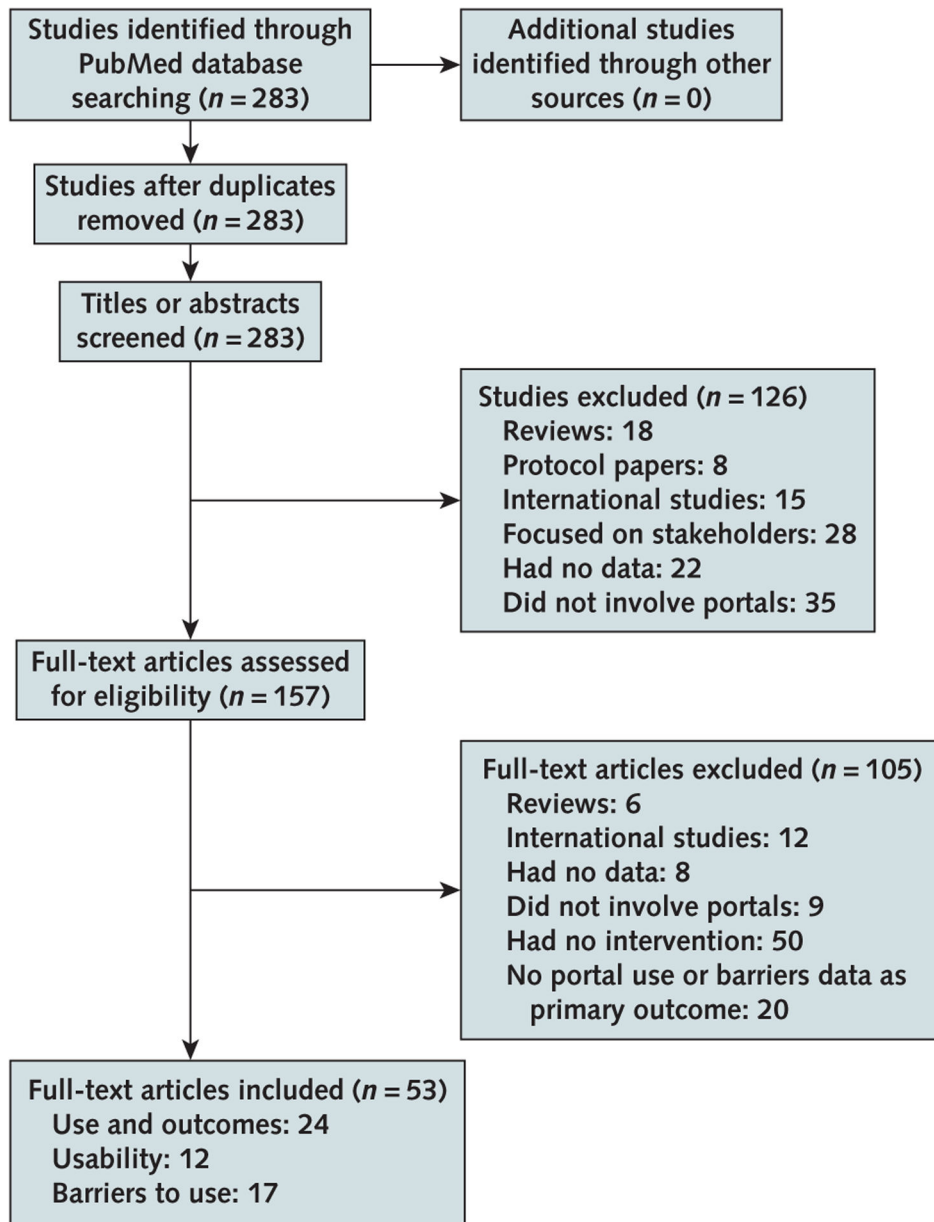 Studies identified through
PubMed database
searching (n = 283)
Additional studies
identified through other
sources (n = 0)
Studies after duplicates
removed (n = 283)
Titles or abstracts
screened (n = 283)
Studies excluded (n = 126)
Reviews: 18
Protocol papers: 8
International studies: 15
Focused on stakeholders: 28
Had no data: 22
Did not involve portals: 35
Full-text articles assessed
for eligibility (n = 157)
Full-text articles excluded (n = 105)
Reviews: 6
International studies: 12
Had no data: 8
Did not involve portals: 9
Had no intervention: 50
No portal use or barriers data as
primary outcome: 20
Full-text articles included (n = 53)
Use and outcomes: 24
Usability: 12
Barriers to use: 17